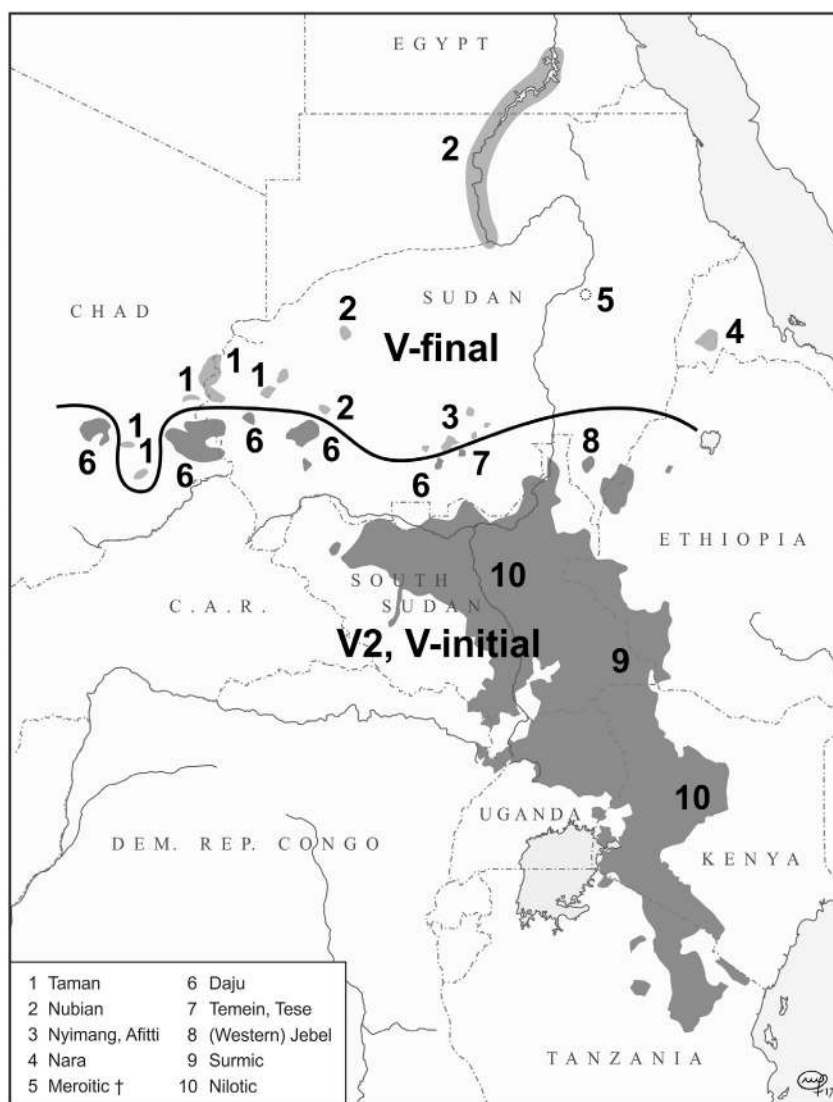 EGYPT
2
CHAD
SUDAN
5
2
4
V-final
1
1
1
1
2
3
1
6
6
6
6
7
8
6
ETHIOPIA
10
SOUTH
SUDAN
C.A.R.
V2, V-initial
9
10
UGANDA
DEM. REP. CONGO
KENYA
TANZANIA
1 Taman
2 Nubian
3 Nyimang, Afitti
4 Nara
5 Meroitic †
6 Daju
7 Temein, Tese
8 (Western) Jebel
9 Surmic
10 Nilotic